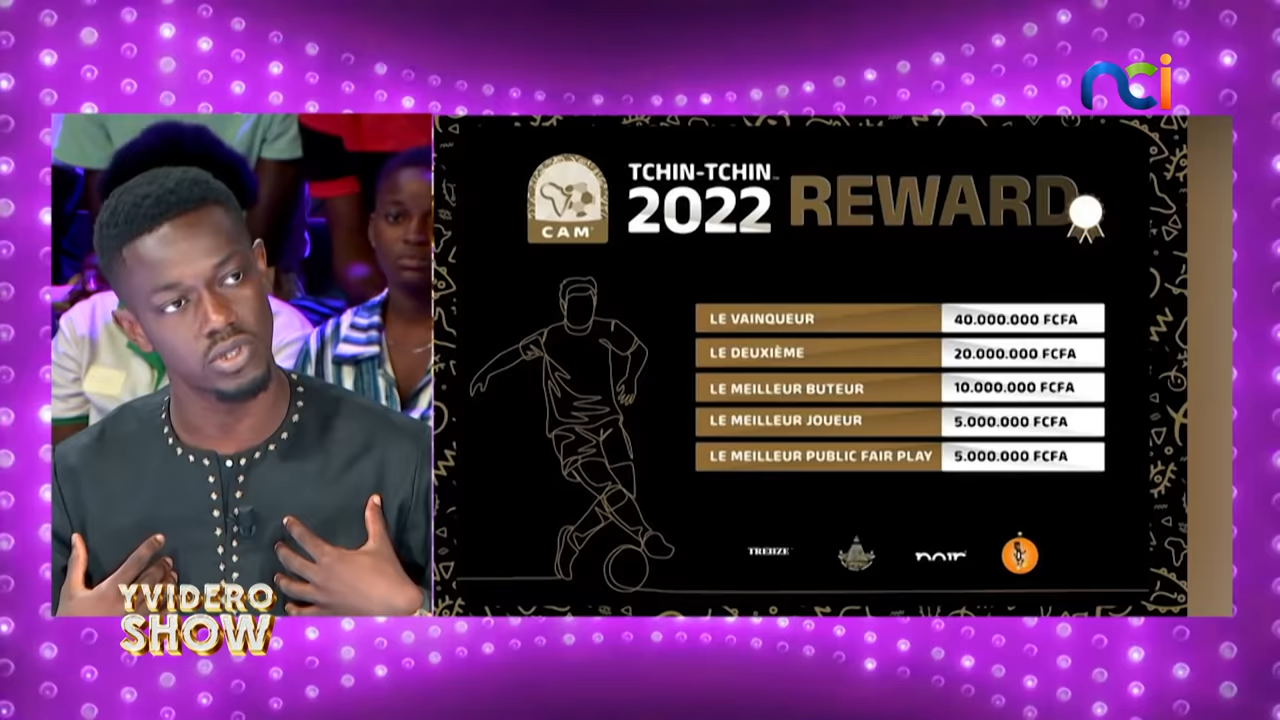 nci
TCHIN-TCHIN
2022 REWARD
CAM
LE VAINQUEUR 40.000.000 FCFA
LE DEUXIÈME 20.000.000 FCFA
LE MEILLEUR BUTEUR 10.000.000 FCFA
LE MEILLEUR JOUEUR 5.000.000 FCFA
LE MEILLEUR PUBLIC FAIR PLAY 5.000.000 FCFA
TREIIZE
noir
YVIDERO
SHOW